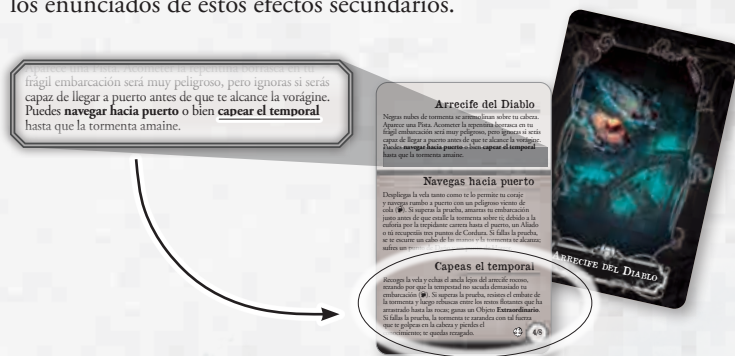 los enunciados de estos efectos secundarios.
Aparece una Pista. Acometer la repentina borrasca en tu
frágil embarcación será muy peligroso, pero ignoras si serás
capaz de llegar a puerto antes de que te alcance la vorágine.
Puedes navegar hacia puerto o bien capear el temporal
hasta que la tormenta amaine.
Arrecife del Diablo
Negras nubes de tormenta se arremolinan sobre tu cabeza.
Aparece una Pista. Acometer la repentina borrasca en tu
frágil embarcación será muy peligroso, pero ignoras si serás
capaz de llegar a puerto antes de que te alcance la vorágine.
Puedes navegar hacia puerto o bien capear el temporal
hasta que la tormenta amaine.
Navegas hacia puerto
Despliegas la vela tanto como te lo permite tu coraje
y navegas rumbo a puerto con un peligroso viento de
cola ( ). Si superas la prueba, amarras tu embarcación
justo antes de que estalle la tormenta sobre ti; debido a la
euforia por la trepidante carrera hasta el puerto, un Aliado
o tú recuperáis tres puntos de Cordura. Si fallas la prueba,
se te escurre un cabo de las manos y la tormenta te alcanza;
sufres un
Capeas el temporal
Recoges la vela y echas el ancla lejos del arrecife rocoso,
rezando por que la tempestad no sacuda demasiado tu
embarcación ( ). Si superas la prueba, resistes el embate de
la tormenta y luego rebuscas entre los restos flotantes que ha
arrastrado hasta las rocas; ganas un Objeto Extraordinario.
Si fallas la prueba, la tormenta te zarandea con tal fuerza
que te golpeas en la cabeza y pierdes el
conocimiento; te quedas rezagado.
4/8
Arrecife del Diablo